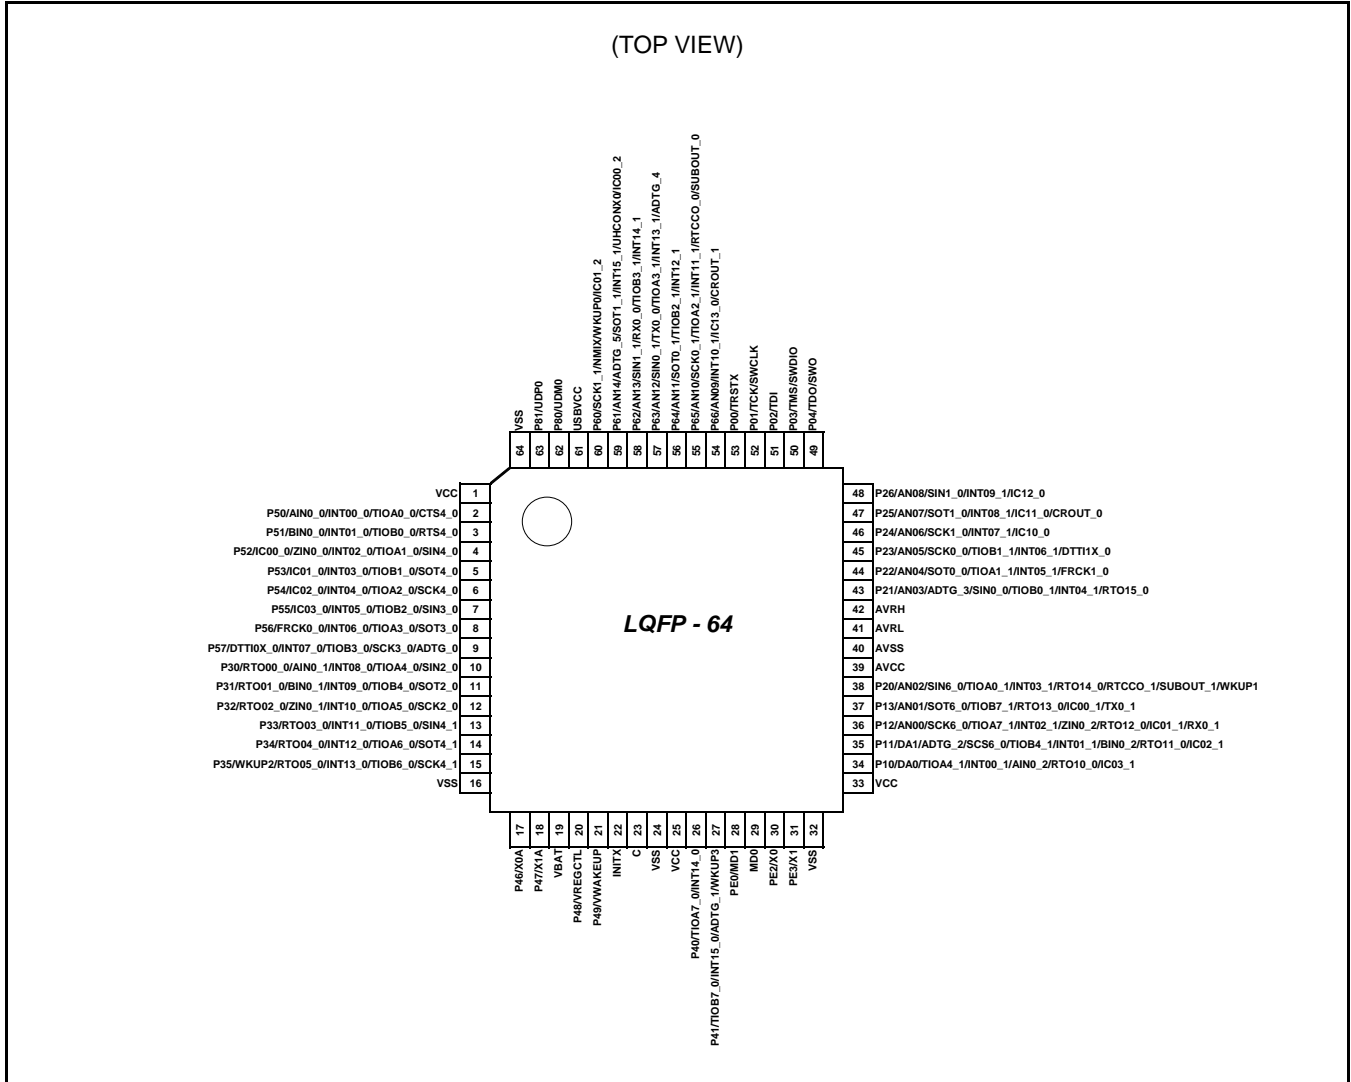 (TOP VIEW)
VSS
P81/UDP0
P80/UDM0
USBVCC
P60/SCK1_1/NMIX/WKUP0/IC01_2
P61/AN14/ADTG_5/SOT1_1/INT15_1/UHCONX0/IC00_2
P62/AN13/SIN1_1/RX0_0/TIOB3_1/INT14_1
P63/AN12/SIN0_1/TX0_0/TIOA3_1/INT13_1/ADTG_4
P64/AN11/SOT0_1/TIOB2_1/INT12_1
P65/AN10/SCK0_1/TIOA2_1/INT11_1/RTCCO_0/SUBOUT_0
P66/AN09/INT10_1/IC13_0/CROUT_1
P00/TRSTX
P01/TCK/SWCLK
P02/TDI
P03/TMS/SWDIO
P04/TDO/SWO
64
63
62
61
60
59
58
57
56
55
54
53
52
51
50
49
VCC 1
P50/AIN0_0/INT00_0/TIOA0_0/CTS4_0 2
P51/BIN0_0/INT01_0/TIOB0_0/RTS4_0 3
P52/IC00_0/ZIN0_0/INT02_0/TIOA1_0/SIN4_0 4
P53/IC01_0/INT03_0/TIOB1_0/SOT4_0 5
P54/IC02_0/INT04_0/TIOA2_0/SCK4_0 6
P55/IC03_0/INT05_0/TIOB2_0/SIN3_0 7
P56/FRCK0_0/INT06_0/TIOA3_0/SOT3_0 8
P57/DTTI0X_0/INT07_0/TIOB3_0/SCK3_0/ADTG_0 9
P30/RTO00_0/AIN0_1/INT08_0/TIOA4_0/SIN2_0 10
P31/RTO01_0/BIN0_1/INT09_0/TIOB4_0/SOT2_0 11
P32/RTO02_0/ZIN0_1/INT10_0/TIOA5_0/SCK2_0 12
P33/RTO03_0/INT11_0/TIOB5_0/SIN4_1 13
P34/RTO04_0/INT12_0/TIOA6_0/SOT4_1 14
P35/WKUP2/RTO05_0/INT13_0/TIOB6_0/SCK4_1 15
VSS 16
LQFP - 64
48 P26/AN08/SIN1_0/INT09_1/IC12_0
47 P25/AN07/SOT1_0/INT08_1/IC11_0/CROUT_0
46 P24/AN06/SCK1_0/INT07_1/IC10_0
45 P23/AN05/SCK0_0/TIOB1_1/INT06_1/DTTI1X_0
44 P22/AN04/SOT0_0/TIOA1_1/INT05_1/FRCK1_0
43 P21/AN03/ADTG_3/SIN0_0/TIOB0_1/INT04_1/RTO15_0
42 AVRH
41 AVRL
40 AVSS
39 AVCC
38 P20/AN02/SIN6_0/TIOA0_1/INT03_1/RTO14_0/RTCCO_1/SUBOUT_1/WKUP1
37 P13/AN01/SOT6_0/TIOB7_1/RTO13_0/IC00_1/TX0_1
36 P12/AN00/SCK6_0/TIOA7_1/INT02_1/ZIN0_2/RTO12_0/IC01_1/RX0_1
35 P11/DA1/ADTG_2/SCS6_0/TIOB4_1/INT01_1/BIN0_2/RTO11_0/IC02_1
34 P10/DA0/TIOA4_1/INT00_1/AIN0_2/RTO10_0/IC03_1
33 VCC
17
18
19
20
21
22
23
24
25
26
27
28
29
30
31
32
P46/X0A
P47/X1A
VBAT
P48/VREGCTL
P49/VWAKEUP
INITX
C
VSS
VCC
P40/TIOA7_0/INT14_0
P41/TIOB7_0/INT15_0/ADTG_1/WKUP3
PE0/MD1
MD0
PE2/X0
PE3/X1
VSS